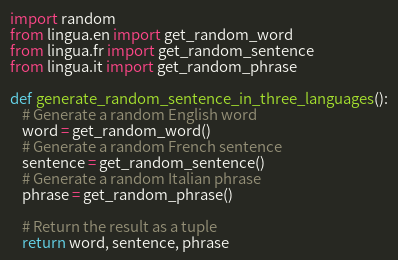 import random
from lingua.en import get_random_word
from lingua.fr import get_random_sentence
from lingua.it import get_random_phrase

def generate_random_sentence_in_three_languages():
    # Generate a random English word
    word = get_random_word()
    # Generate a random French sentence
    sentence = get_random_sentence()
    # Generate a random Italian phrase
    phrase = get_random_phrase()

    # Return the result as a tuple
    return word, sentence, phrase